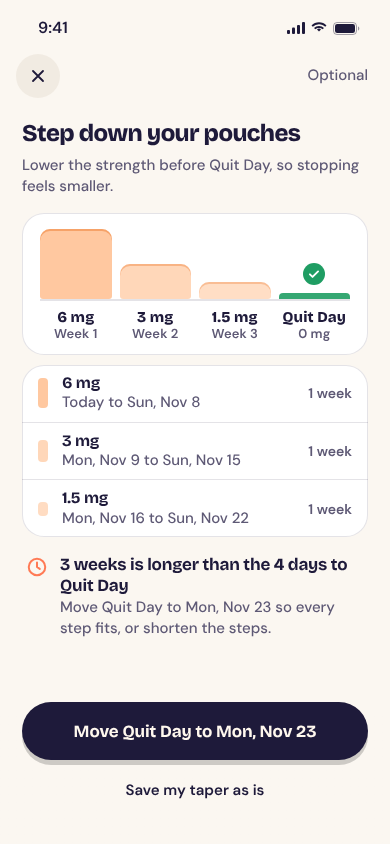 9:41
Optional
Step down your pouches
Lower the strength before Quit Day, so stopping
feels smaller.
6 mg
Week 1
3 mg
Week 2
1.5 mg
Week 3
Quit Day
0 mg
6 mg
Today to Sun, Nov 8
1 week
3 mg
Mon, Nov 9 to Sun, Nov 15
1 week
1.5 mg
Mon, Nov 16 to Sun, Nov 22
1 week
3 weeks is longer than the 4 days to
Quit Day
Move Quit Day to Mon, Nov 23 so every
step fits, or shorten the steps.
Move Quit Day to Mon, Nov 23
Save my taper as is